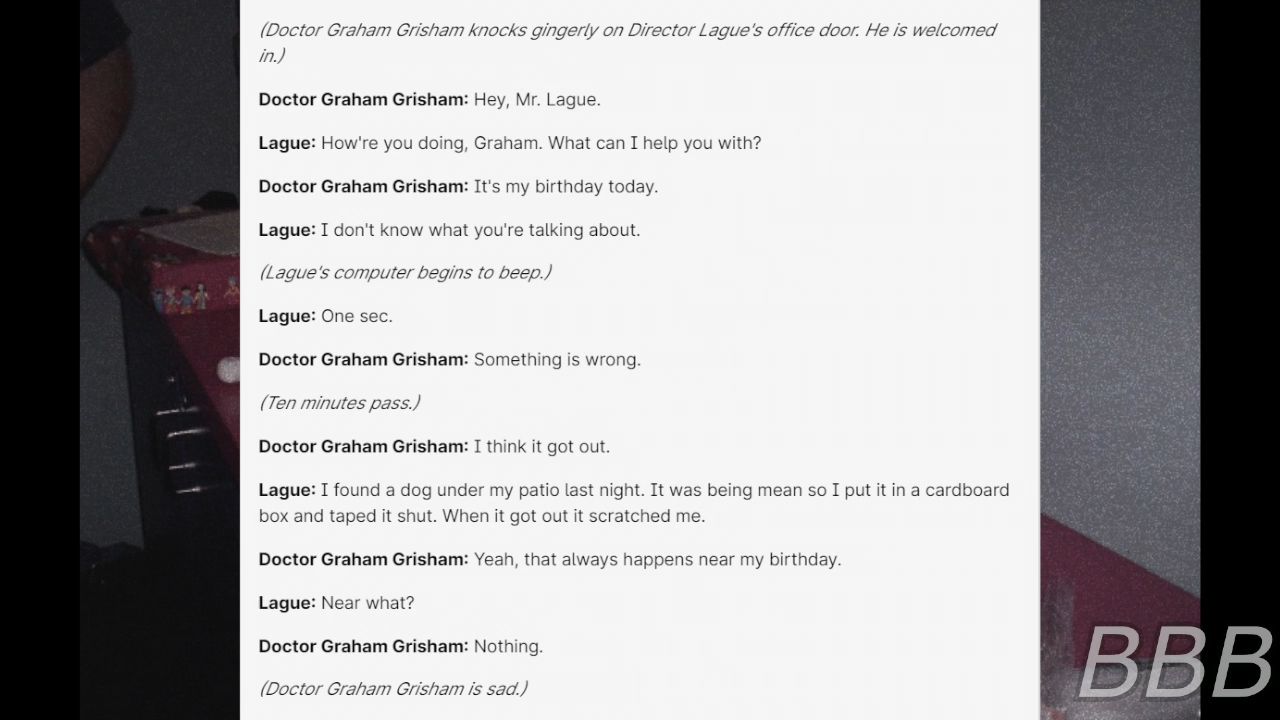 (Doctor Graham Grisham knocks gingerly on Director Lague's office door. He is welcomed
in.)
Doctor Graham Grisham: Hey, Mr. Lague.
Lague: How're you doing, Graham. What can I help you with?
Doctor Graham Grisham: It's my birthday today.
Lague: I don't know what you're talking about.
(Lague's computer begins to beep.)
Lague: One sec.
Doctor Graham Grisham: Something is wrong.
(Ten minutes pass.)
Doctor Graham Grisham: I think it got out.
Lague: I found a dog under my patio last night. It was being mean so I put it in a cardboard
box and taped it shut. When it got out it scratched me.
Doctor Graham Grisham: Yeah, that always happens near my birthday.
Lague: Near what?
Doctor Graham Grisham: Nothing.
(Doctor Graham Grisham is sad.)
BBB